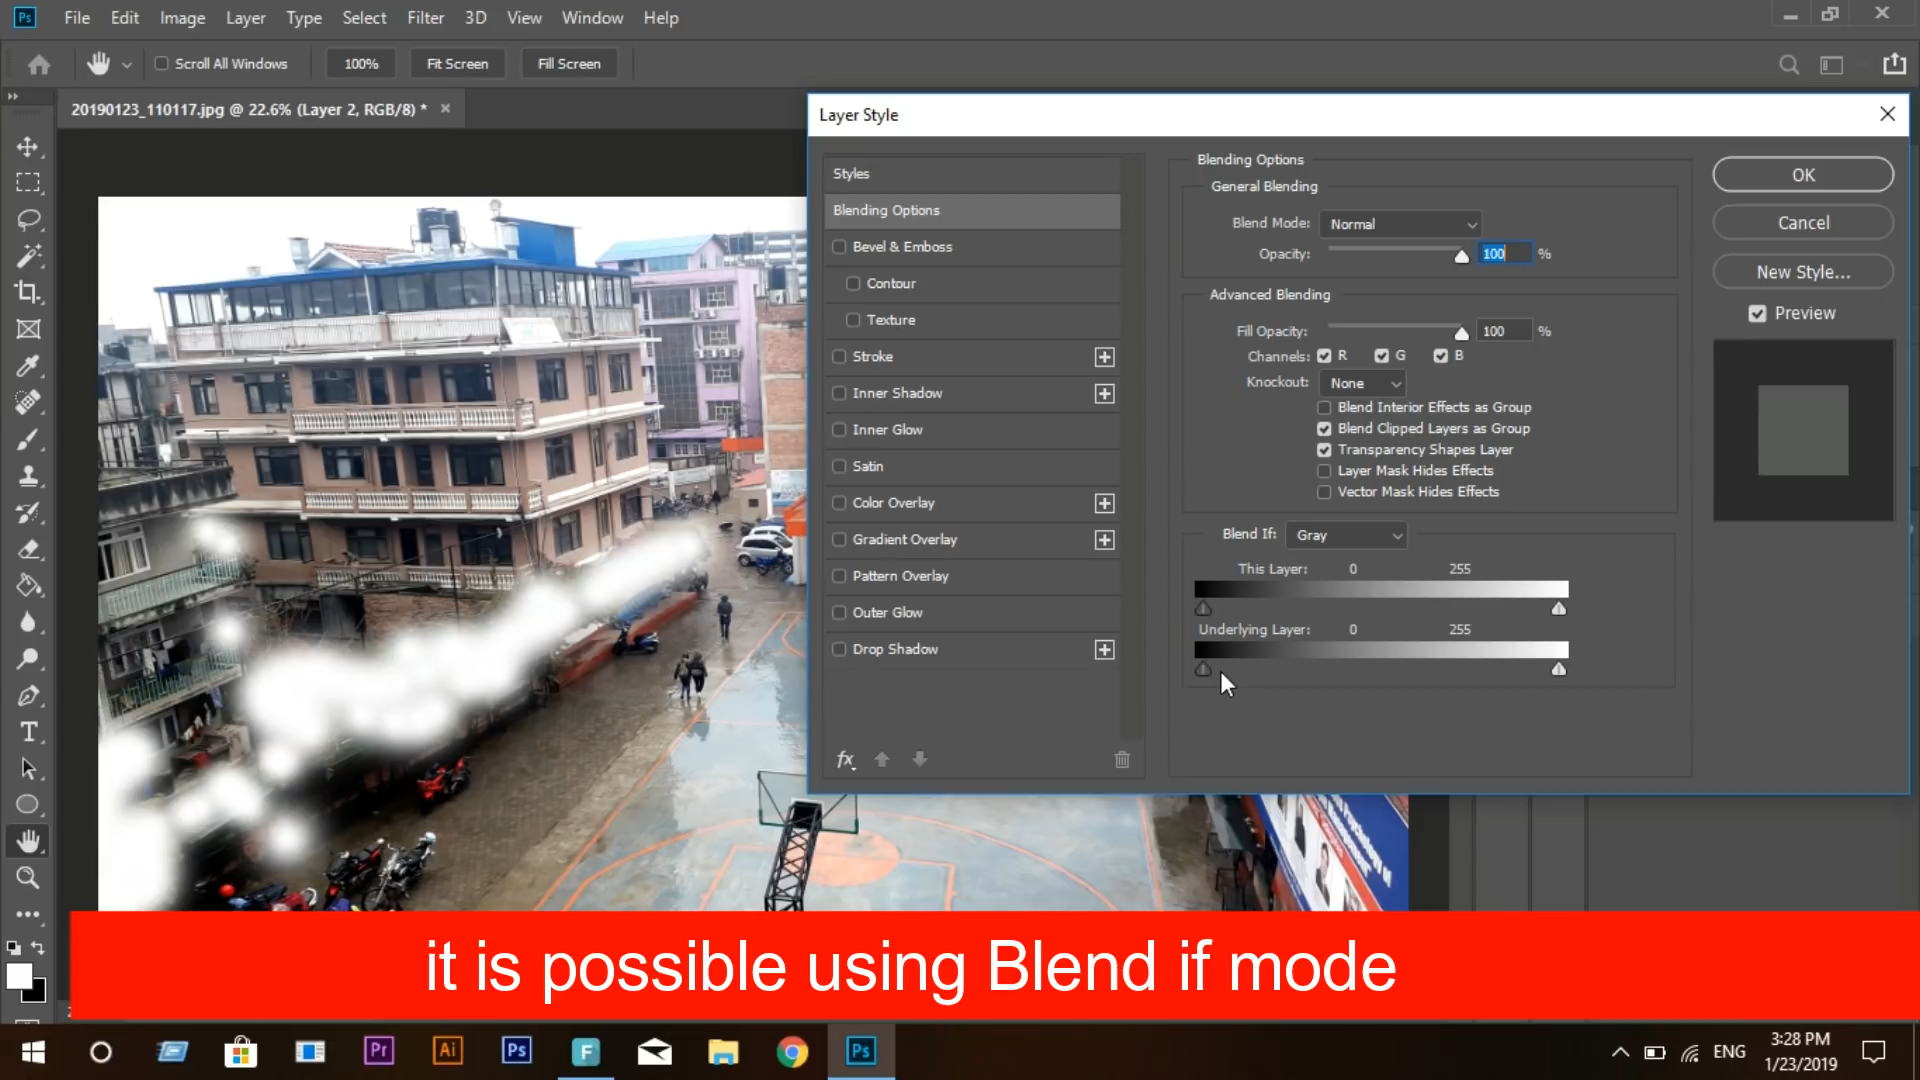 Ps File Edit Image Layer Type Select Filter 3D View Window Help
Scroll All Windows 100% Fit Screen Fill Screen
20190123_110117.jpg @ 22.6% (Layer 2, RGB/8) *
Layer Style
Styles
Blending Options
Bevel & Emboss
Contour
Texture
Stroke
Inner Shadow
Inner Glow
Satin
Color Overlay
Gradient Overlay
Pattern Overlay
Outer Glow
Drop Shadow
fx
Blending Options
General Blending
Blend Mode: Normal
Opacity: 100 %
Advanced Blending
Fill Opacity: 100 %
Channels: R G B
Knockout: None
Blend Interior Effects as Group
Blend Clipped Layers as Group
Transparency Shapes Layer
Layer Mask Hides Effects
Vector Mask Hides Effects
Blend If: Gray
This Layer: 0 255
Underlying Layer: 0 255
OK
Cancel
New Style...
Preview
it is possible using Blend if mode
Pr Ai Ps F Ps
ENG
3:28 PM
1/23/2019